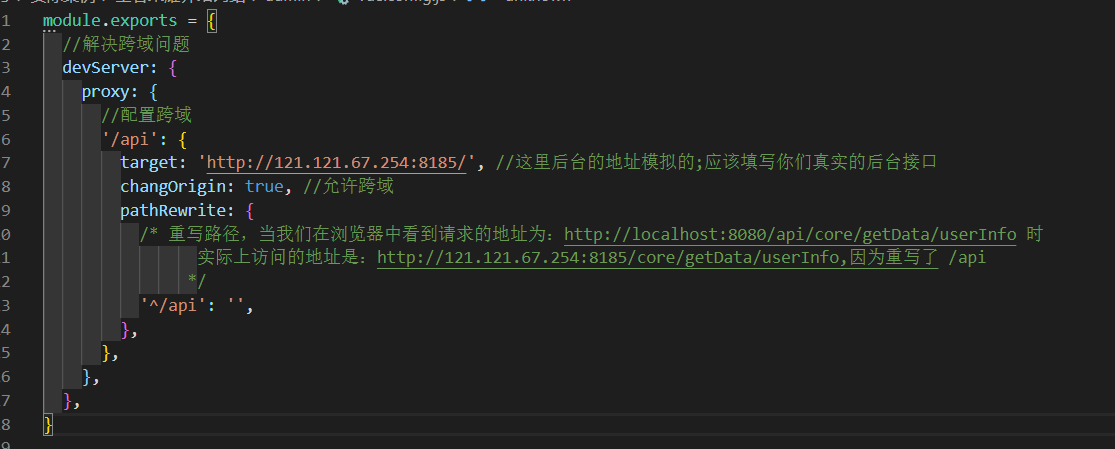 1 module.exports = {
2 //解决跨域问题
3 devServer: {
4 proxy: {
5 //配置跨域
6 '/api': {
7 target: 'http://121.121.67.254:8185/', //这里后台的地址模拟的;应该填写你们真实的后台接口
8 changOrigin: true, //允许跨域
9 pathRewrite: {
0 /* 重写路径，当我们在浏览器中看到请求的地址为：http://localhost:8080/api/core/getData/userInfo 时
1 实际上访问的地址是：http://121.121.67.254:8185/core/getData/userInfo,因为重写了 /api
2 */
3 '^/api': '',
4 },
5 },
6 },
7 },
8 }
9